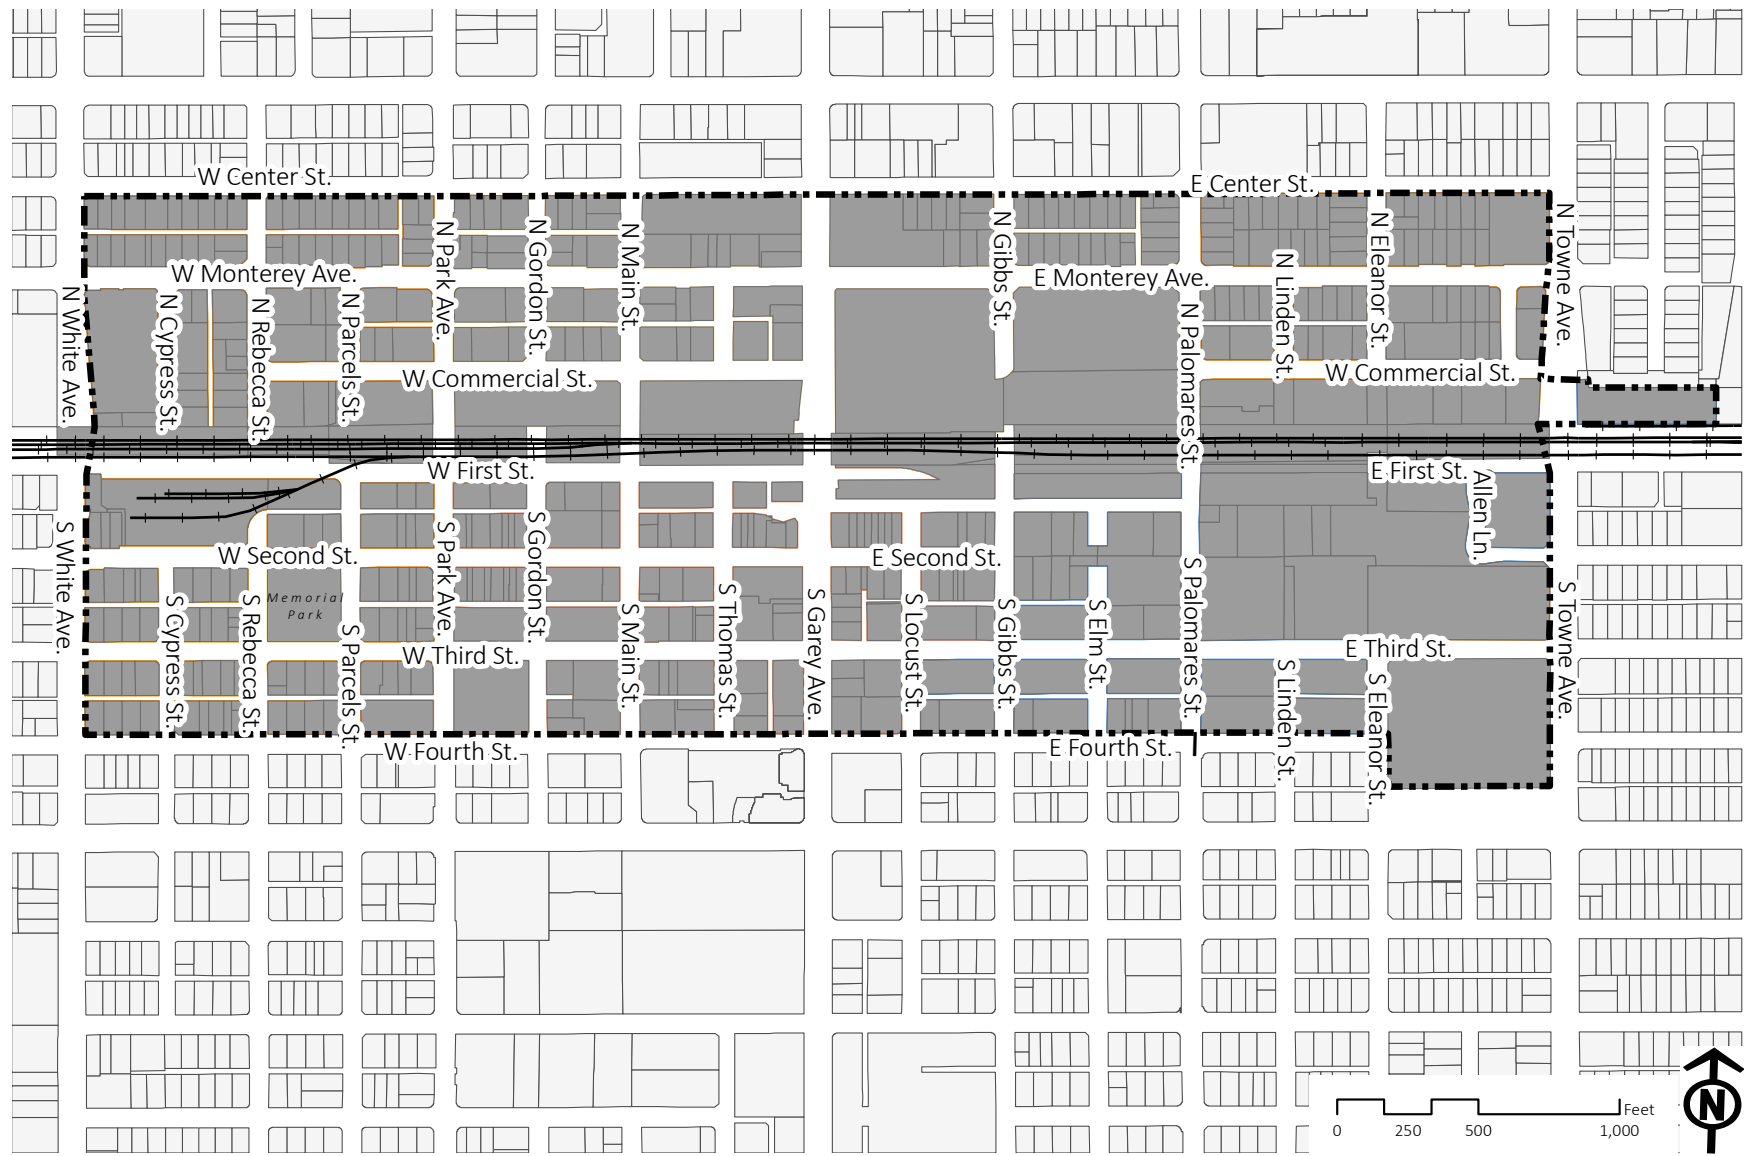 W Center St.
E Center St.
N Park Ave.
N Gordon St.
N Main St.
N Gibbs St.
N Eleanor St.
N Towne Ave.
W Monterey Ave.
E Monterey Ave.
N Linden St.
N White Ave.
N Cypress St.
N Rebecca St.
N Parcels St.
N Palomares St.
W Commercial St.
W Commercial St.
W First St.
E First St.
Allen Ln.
S White Ave.
W Second St.
S Park Ave.
S Gordon St.
E Second St.
S Palomares St.
S Towne Ave.
Memorial
Park
S Cypress St.
S Rebecca St.
S Parcels St.
S Main St.
S Thomas St.
S Garey Ave.
S Locust St.
S Gibbs St.
S Elm St.
W Third St.
E Third St.
S Linden St.
S Eleanor St.
W Fourth St.
E Fourth St.
N
Feet
0 250 500 1,000